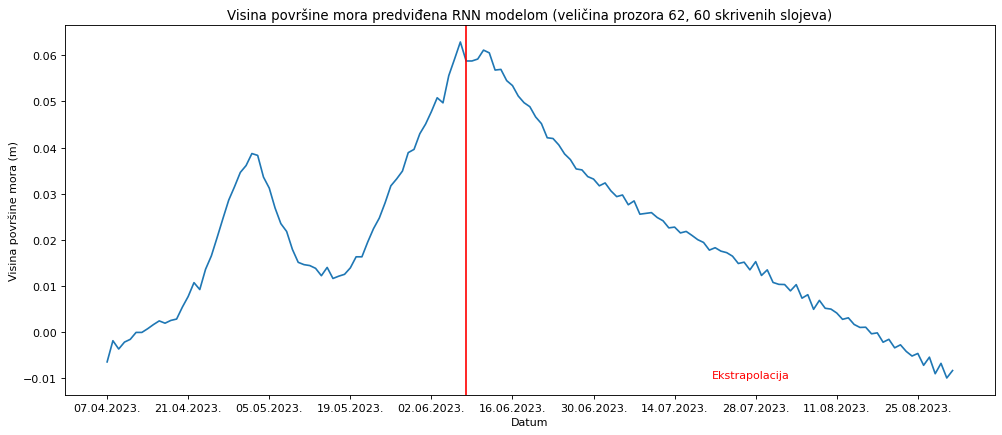 Visina površine mora predviđena RNN modelom (veličina prozora 62, 60 skrivenih slojeva)
Visina površine mora (m)
0.06
0.05
0.04
0.03
0.02
0.01
0.00
−0.01
Ekstrapolacija
07.04.2023. 21.04.2023. 05.05.2023. 19.05.2023. 02.06.2023. 16.06.2023. 30.06.2023. 14.07.2023. 28.07.2023. 11.08.2023. 25.08.2023.
Datum